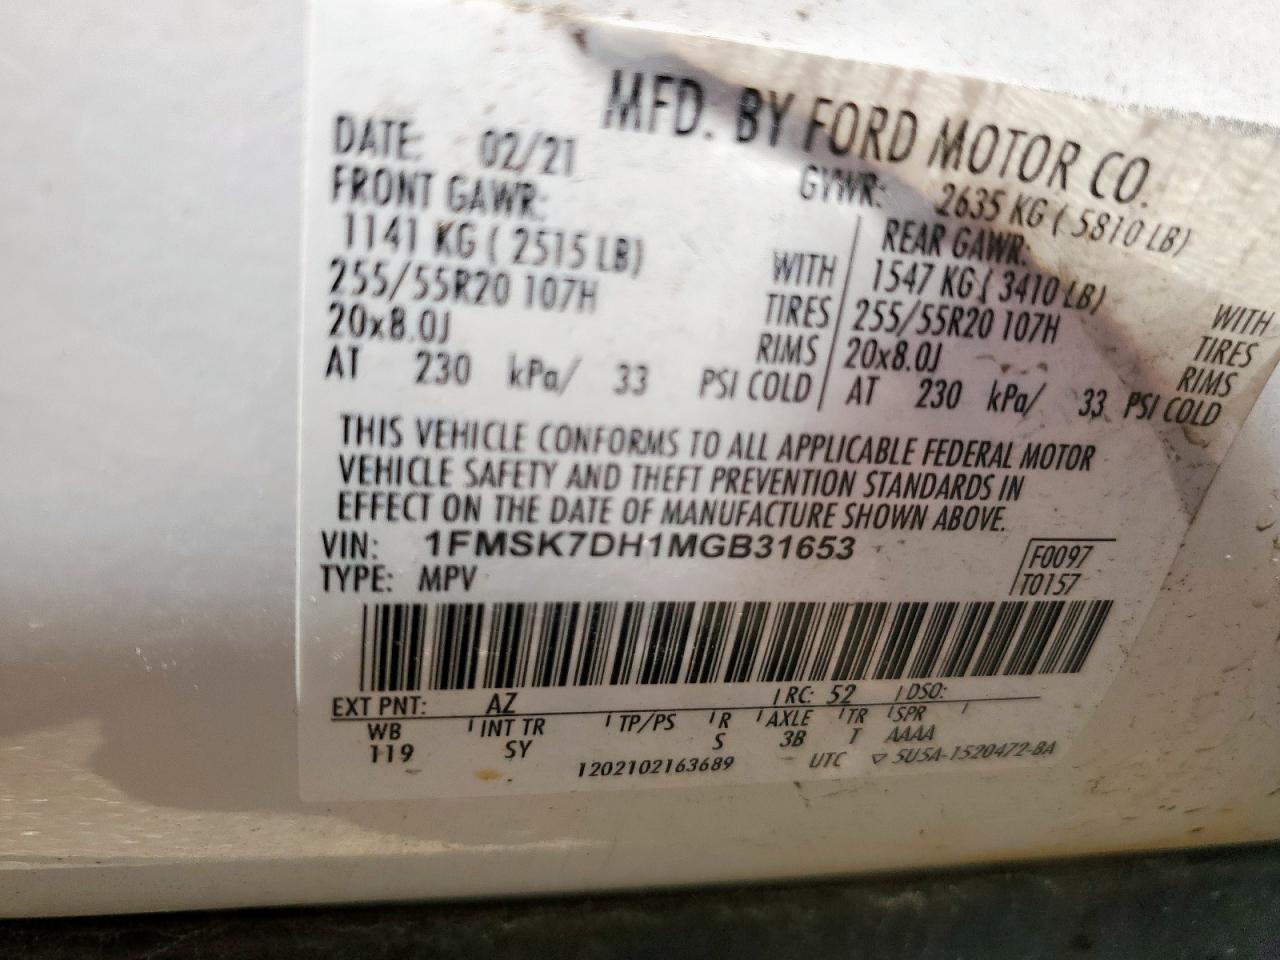 MFD. BY FORD MOTOR CO.
DATE: 02/21 GVWR: 2635 KG ( 5810 LB)
FRONT GAWR: REAR GAWR:
1141 KG ( 2515 LB) WITH 1547 KG ( 3410 LB) WITH
255/55R20 107H TIRES 255/55R20 107H TIRES
20x8.0J RIMS 20x8.0J RIMS
AT 230 kPa/ 33 PSI COLD AT 230 kPa/ 33 PSI COLD
THIS VEHICLE CONFORMS TO ALL APPLICABLE FEDERAL MOTOR
VEHICLE SAFETY AND THEFT PREVENTION STANDARDS IN
EFFECT ON THE DATE OF MANUFACTURE SHOWN ABOVE.
VIN: 1FMSK7DH1MGB31653 F0097
TYPE: MPV T0157
EXT PNT: AZ RC: 52 DSO:
WB INT TR TP/PS R AXLE TR SPR
119 SY S 3B T AAAA
1202102163689 UTC ▽ 5U5A-1520472-BA